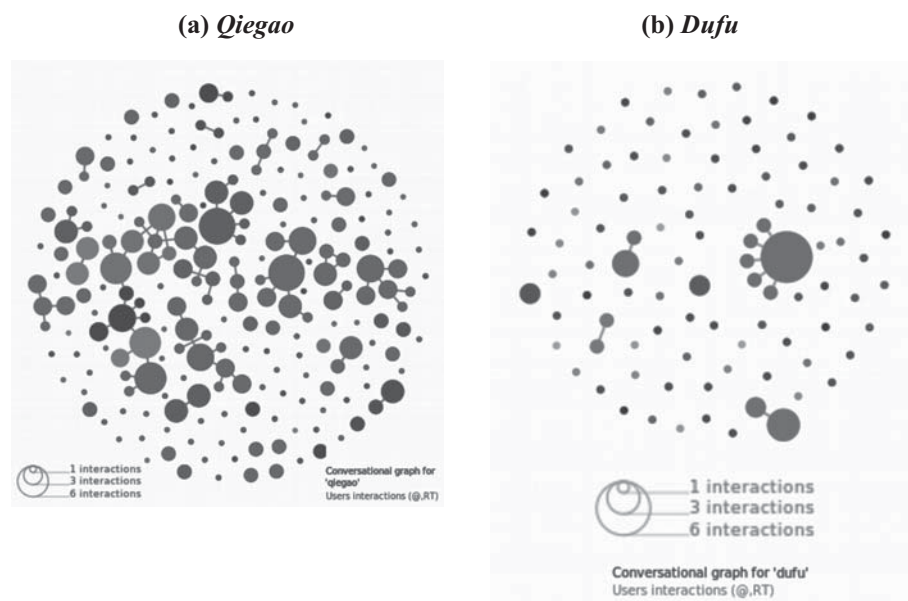 (a) Qiegao
(b) Dufu
1 interactions
3 interactions
6 interactions
Conversational graph for
'qiegao'
Users interactions (@,RT)
1 interactions
3 interactions
6 interactions
Conversational graph for 'dufu'
Users interactions (@,RT)